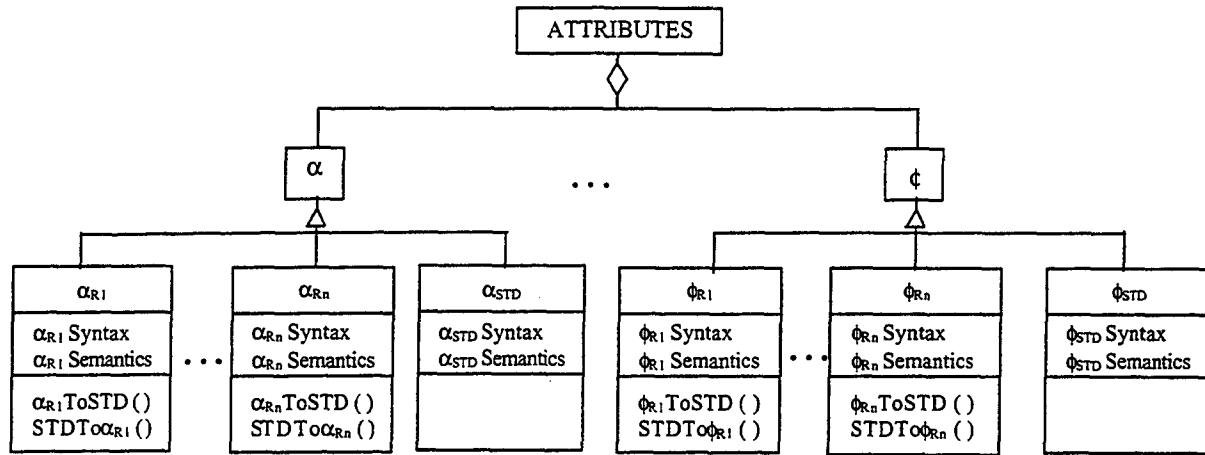 ATTRIBUTES
α
• • •
¢
α_R1
α_R1 Syntax
α_R1 Semantics
α_R1ToSTD ( )
STDToα_R1 ( )
• • •
α_Rn
α_Rn Syntax
α_Rn Semantics
α_RnToSTD ( )
STDToα_Rn ( )
α_STD
α_STD Syntax
α_STD Semantics
ϕ_R1
ϕ_R1 Syntax
ϕ_R1 Semantics
ϕ_R1ToSTD ( )
STDToϕ_R1 ( )
• • •
ϕ_Rn
ϕ_Rn Syntax
ϕ_Rn Semantics
ϕ_RnToSTD ( )
STDToϕ_Rn ( )
ϕ_STD
ϕ_STD Syntax
ϕ_STD Semantics